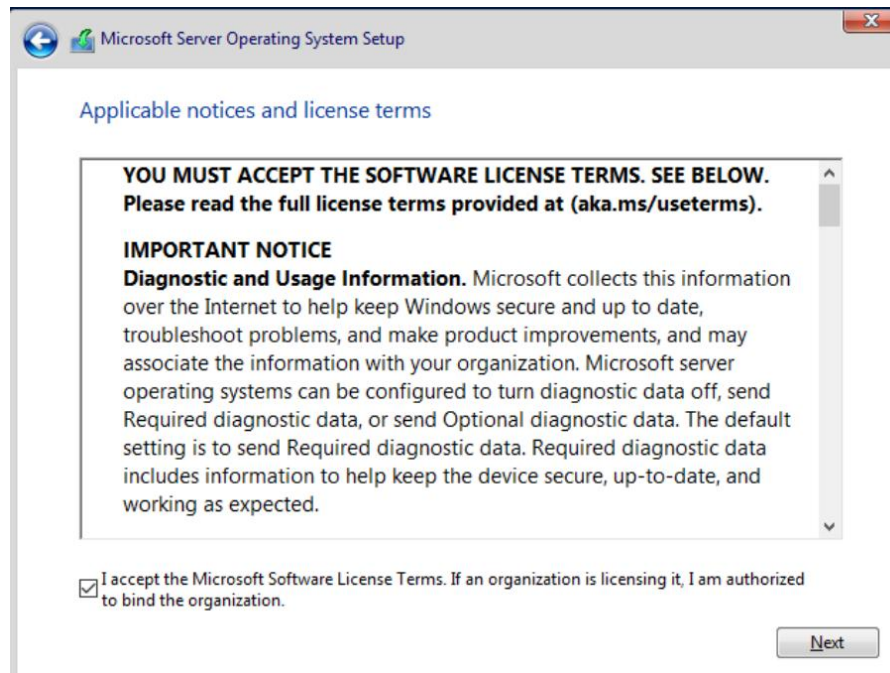 Microsoft Server Operating System Setup
Applicable notices and license terms
YOU MUST ACCEPT THE SOFTWARE LICENSE TERMS. SEE BELOW.
Please read the full license terms provided at (aka.ms/useterms).
IMPORTANT NOTICE
Diagnostic and Usage Information. Microsoft collects this information
over the Internet to help keep Windows secure and up to date,
troubleshoot problems, and make product improvements, and may
associate the information with your organization. Microsoft server
operating systems can be configured to turn diagnostic data off, send
Required diagnostic data, or send Optional diagnostic data. The default
setting is to send Required diagnostic data. Required diagnostic data
includes information to help keep the device secure, up-to-date, and
working as expected.
I accept the Microsoft Software License Terms. If an organization is licensing it, I am authorized
to bind the organization.
Next